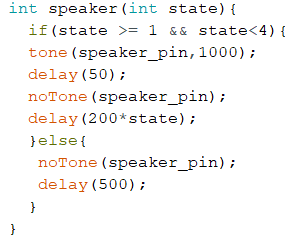 int speaker(int state){
  if(state >= 1 && state<4){
  tone(speaker_pin,1000);
  delay(50);
  noTone(speaker_pin);
  delay(200*state);
  }else{
   noTone(speaker_pin);
   delay(500);
  }
}